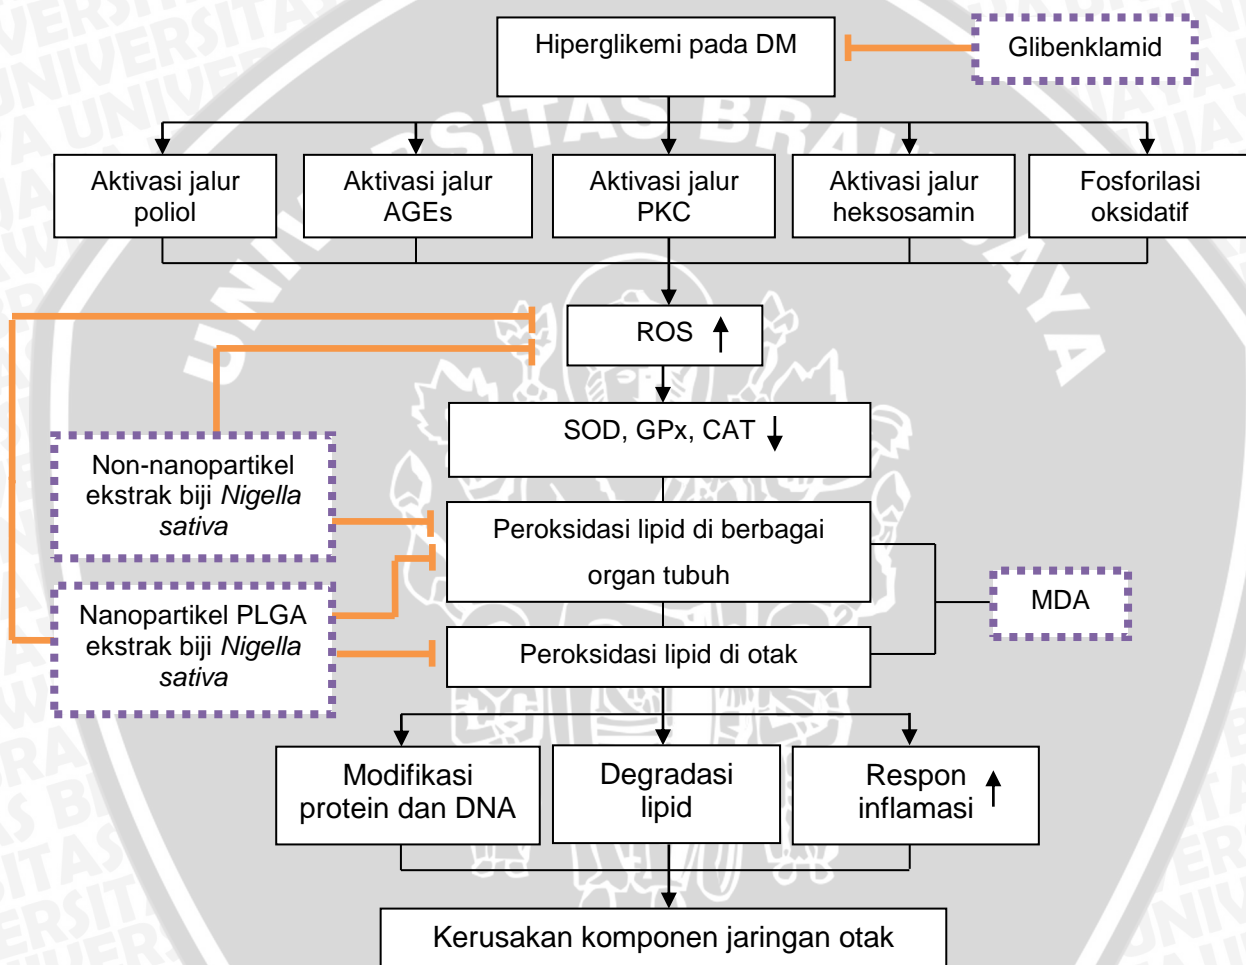 Hiperglikemi pada DM
Glibenklamid
Aktivasi jalur
poliol
Aktivasi jalur
AGEs
Aktivasi jalur
PKC
Aktivasi jalur
heksosamin
Fosforilasi
oksidatif
ROS ↑
SOD, GPx, CAT ↓
Non-nanopartikel
ekstrak biji Nigella
sativa
Peroksidasi lipid di berbagai
organ tubuh
MDA
Nanopartikel PLGA
ekstrak biji Nigella
sativa
Peroksidasi lipid di otak
Modifikasi
protein dan DNA
Degradasi
lipid
Respon
inflamasi ↑
Kerusakan komponen jaringan otak
UNIVERSITAS BRAWIJAYA